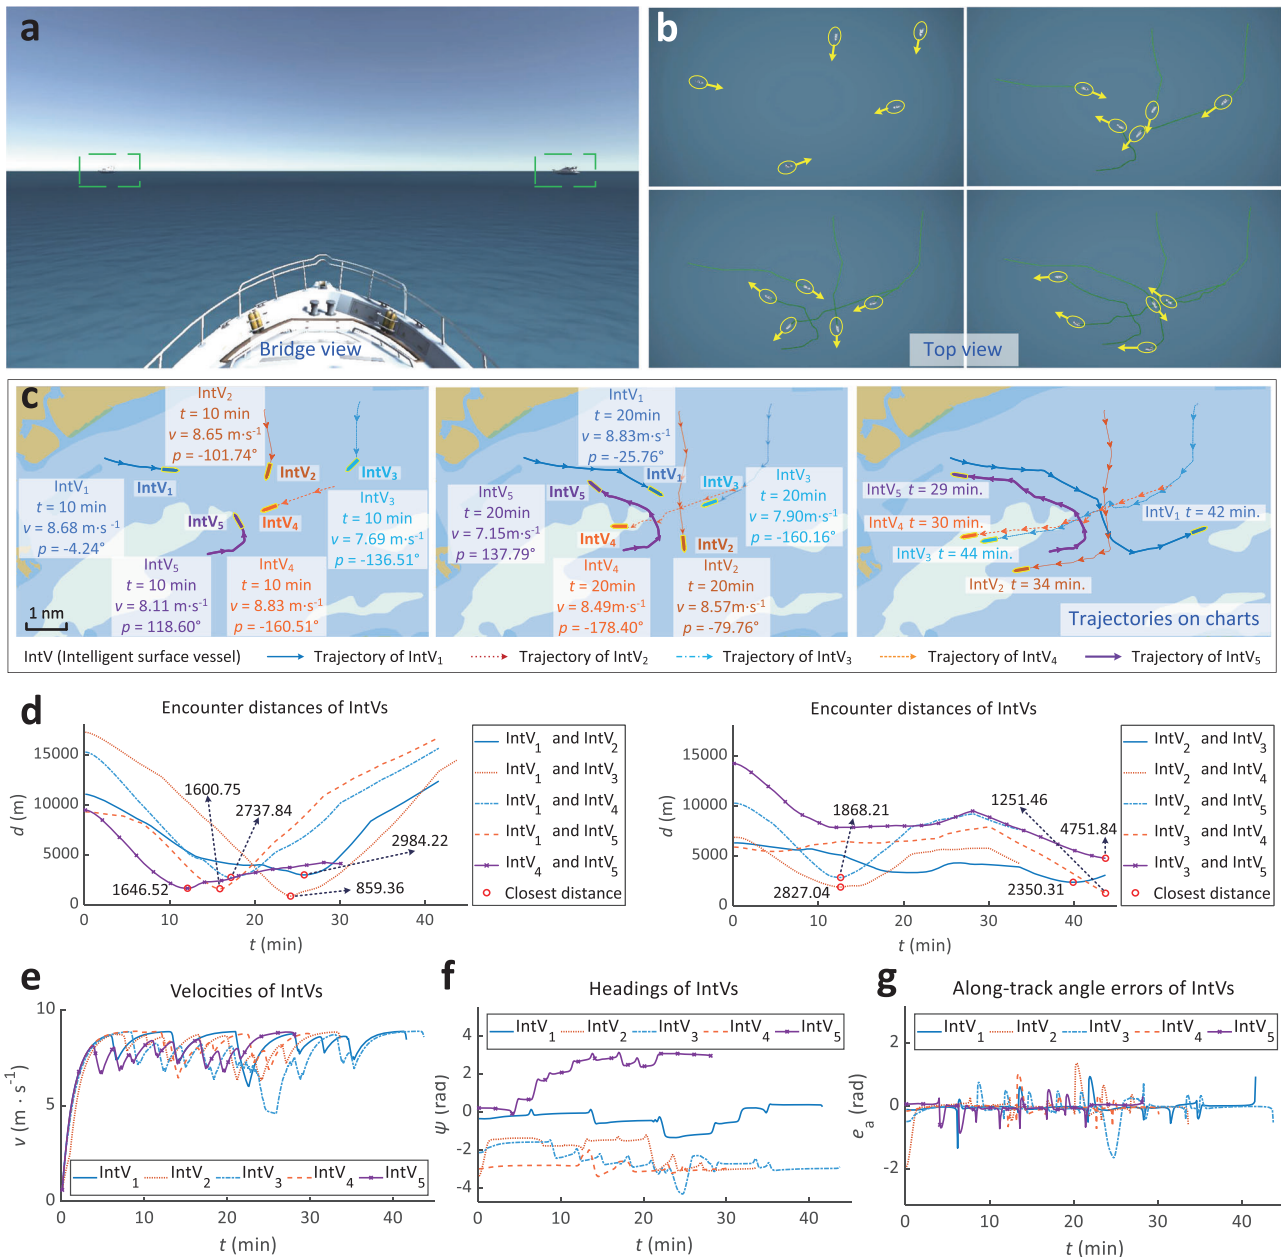 a
Bridge view
b
Top view
c
IntV1
t = 10 min
v = 8.68 m·s-1
p = -4.24°
IntV1
IntV2
t = 10 min
v = 8.65 m·s-1
p = -101.74°
IntV2
IntV3
IntV3
t = 10 min
v = 7.69 m·s-1
p = -136.51°
IntV4
IntV5
IntV5
t = 10 min
v = 8.11 m·s-1
p = 118.60°
IntV4
t = 10 min
v = 8.83 m·s-1
p = -160.51°
1 nm
IntV1
t = 20min
v = 8.83m·s-1
p = -25.76°
IntV5
IntV1
IntV3
IntV3
t = 20min
v = 7.90 m·s-1
p = -160.16°
IntV5
t = 20min
v = 7.15 m·s-1
p = 137.79°
IntV4
IntV2
IntV4
t = 20min
v = 8.49m·s-1
p = -178.40°
IntV2
t = 20min
v = 8.57m·s-1
p = -79.76°
IntV5 t = 29 min.
IntV4 t = 30 min.
IntV3 t = 44 min.
IntV2 t = 34 min.
IntV1 t = 42 min.
Trajectories on charts
IntV (Intelligent surface vessel)
Trajectory of IntV1
Trajectory of IntV2
Trajectory of IntV3
Trajectory of IntV4
Trajectory of IntV5
d
Encounter distances of IntVs
d (m)
15000
10000
5000
0
0 10 20 30 40
t (min)
1600.75
2737.84
2984.22
1646.52
859.36
IntV1 and IntV2
IntV1 and IntV3
IntV1 and IntV4
IntV1 and IntV5
IntV4 and IntV5
Closest distance
Encounter distances of IntVs
d (m)
15000
10000
5000
0
0 10 20 30 40
t (min)
1868.21
1251.46
4751.84
2827.04
2350.31
IntV2 and IntV3
IntV2 and IntV4
IntV2 and IntV5
IntV3 and IntV4
IntV3 and IntV5
Closest distance
e
Velocities of IntVs
v (m · s-1)
10
5
0
IntV1 IntV2 IntV3 IntV4 IntV5
0 10 20 30 40
t (min)
f
Headings of IntVs
IntV1 IntV2 IntV3 IntV4 IntV5
ψ (rad)
4
2
0
-2
-4
0 10 20 30 40
t (min)
g
Along-track angle errors of IntVs
IntV1 IntV2 IntV3 IntV4 IntV5
ea (rad)
2
0
-2
0 10 20 30 40
t (min)